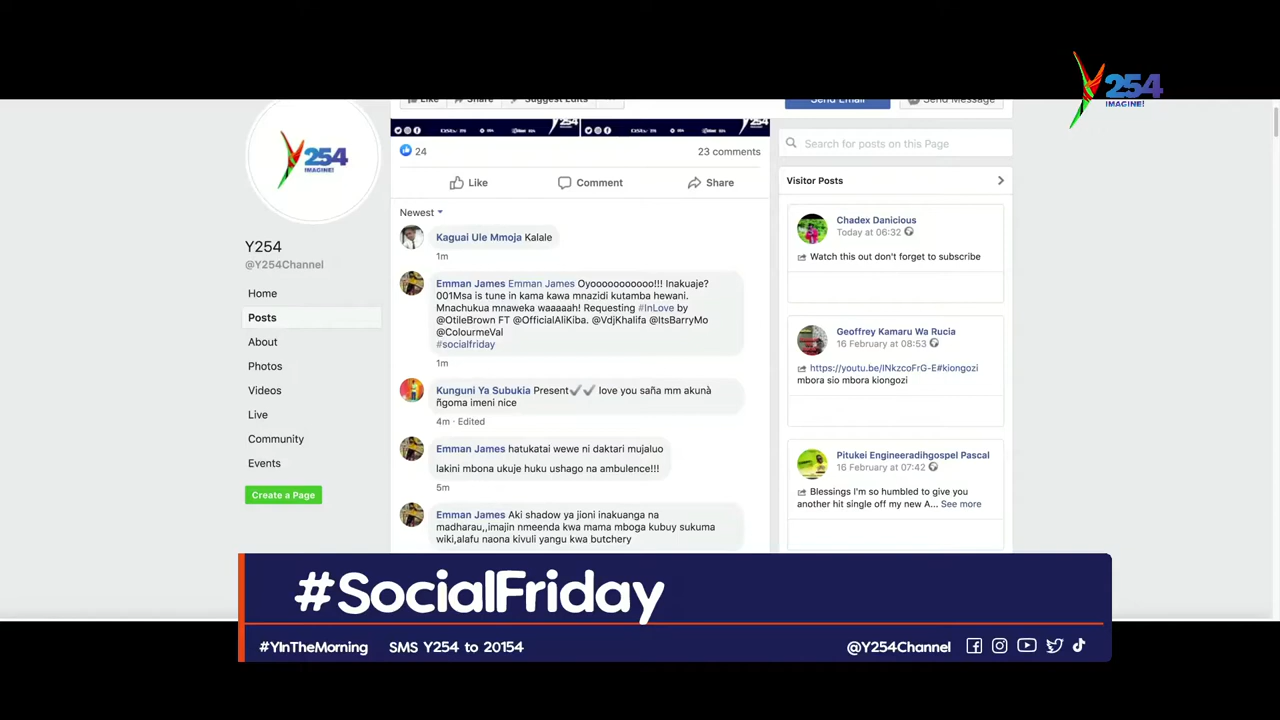 254
IMAGINE!
Like
Share
Suggest Edits
Send Email
Send Message
254
IMAGINE!
Y254
@Y254Channel
Home
Posts
About
Photos
Videos
Live
Community
Events
Create a Page
24
23 comments
Like
Comment
Share
Newest
Kaguai Ule Mmoja Kalale
1m
Emman James Emman James Oyooooooooooo!!! Inakuaje?
001Msa is tune in kama kawa mnazidi kutamba hewani.
Mnachukua mnaweka waaaaah! Requesting #InLove by
@OtileBrown FT @OfficialAliKiba. @VdjKhalifa @ItsBarryMo
@ColourmeVal
#socialfriday
1m
Kunguni Ya Subukia Present✔✔ love you saña mm akunà
ñgoma imeni nice
4m · Edited
Emman James hatukatai wewe ni daktari mujaluo
lakini mbona ukuje huku ushago na ambulence!!!
5m
Emman James Aki shadow ya jioni inakuanga na
madharau,,imajin nmeenda kwa mama mboga kubuy sukuma
wiki,alafu naona kivuli yangu kwa butchery
Search for posts on this Page
Visitor Posts
Chadex Danicious
Today at 06:32
Watch this out don't forget to subscribe
Geoffrey Kamaru Wa Rucia
16 February at 08:53
https://youtu.be/lNkzcoFrG-E#kiongozi
mbora sio mbora kiongozi
Pitukei Engineeradihgospel Pascal
16 February at 07:42
Blessings I'm so humbled to give you
another hit single off my new A... See more
#SocialFriday
#YInTheMorning SMS Y254 to 20154 @Y254Channel